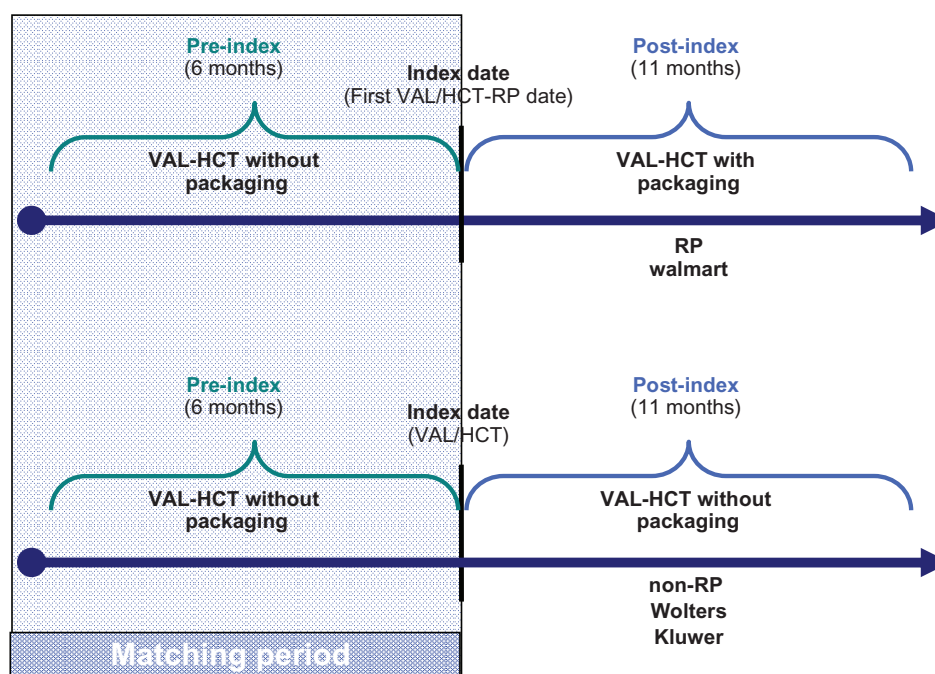 Pre-index
(6 months)
Post-index
(11 months)
Index date
(First VAL/HCT-RP date)
VAL-HCT without
packaging
VAL-HCT with
packaging
RP
walmart
Pre-index
(6 months)
Post-index
(11 months)
Index date
(VAL/HCT)
VAL-HCT without
packaging
VAL-HCT without
packaging
non-RP
Wolters
Kluwer
Matching period